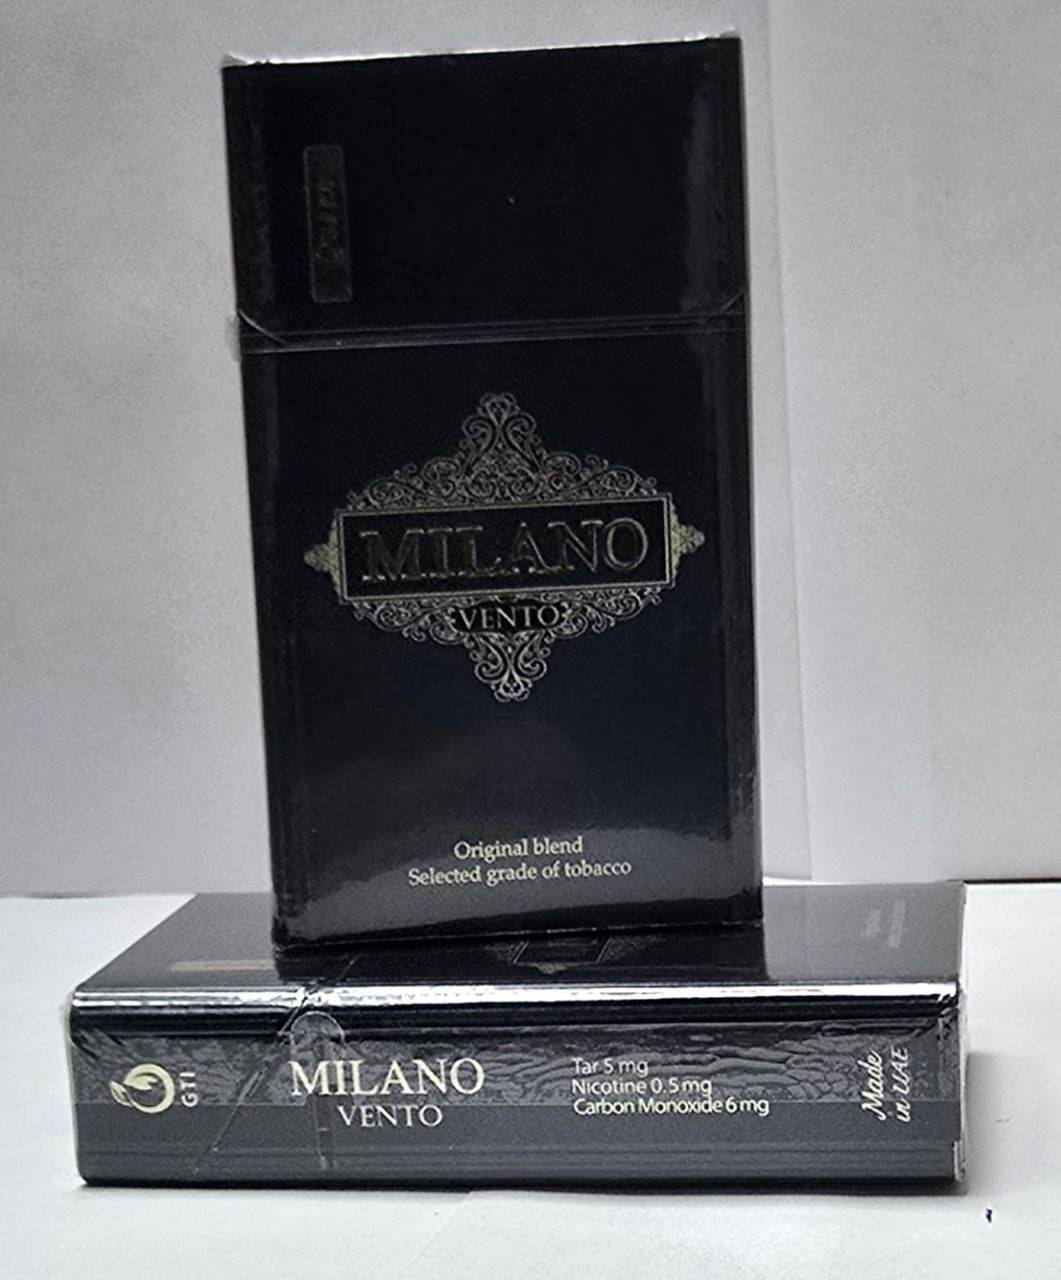 MILANO
VENTO
Original blend
Selected grade of tobacco
GTI
MILANO
VENTO
Tar 5 mg
Nicotine 0.5 mg
Carbon Monoxide 6 mg
Made
in UAE